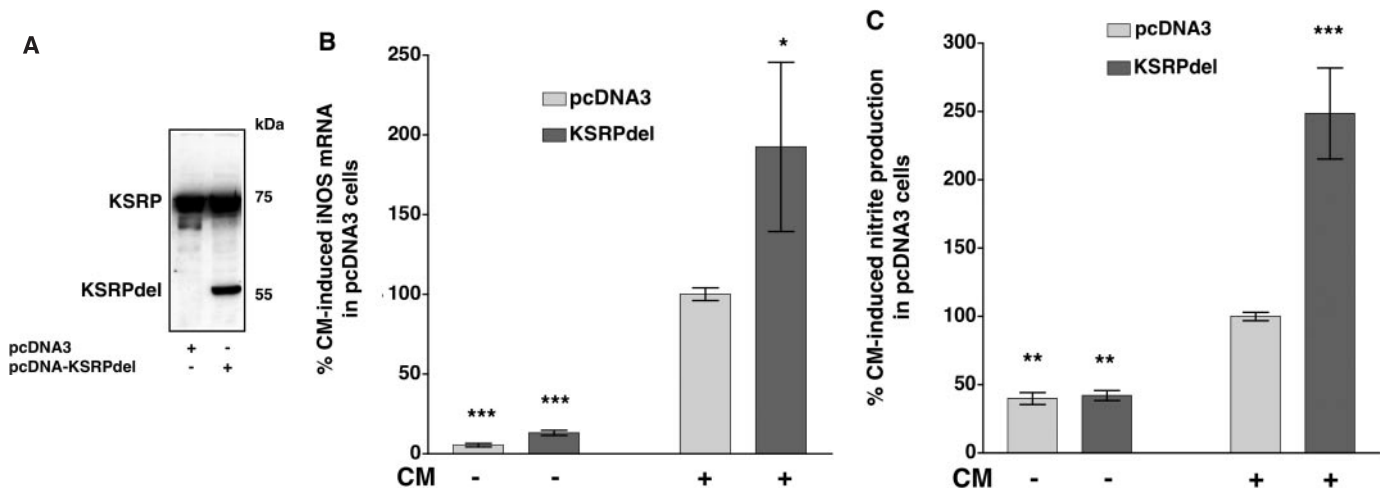 A
kDa
KSRP
75
KSRPdel
55
pcDNA3 + -
pcDNA-KSRPdel - +
B
% CM-induced iNOS mRNA
in pcDNA3 cells
250
200
150
100
50
0
pcDNA3
KSRPdel
***
***
*
CM - - + +
C
% CM-induced nitrite production
in pcDNA3 cells
300
250
200
150
100
50
0
pcDNA3
KSRPdel
**
**
***
CM - - + +